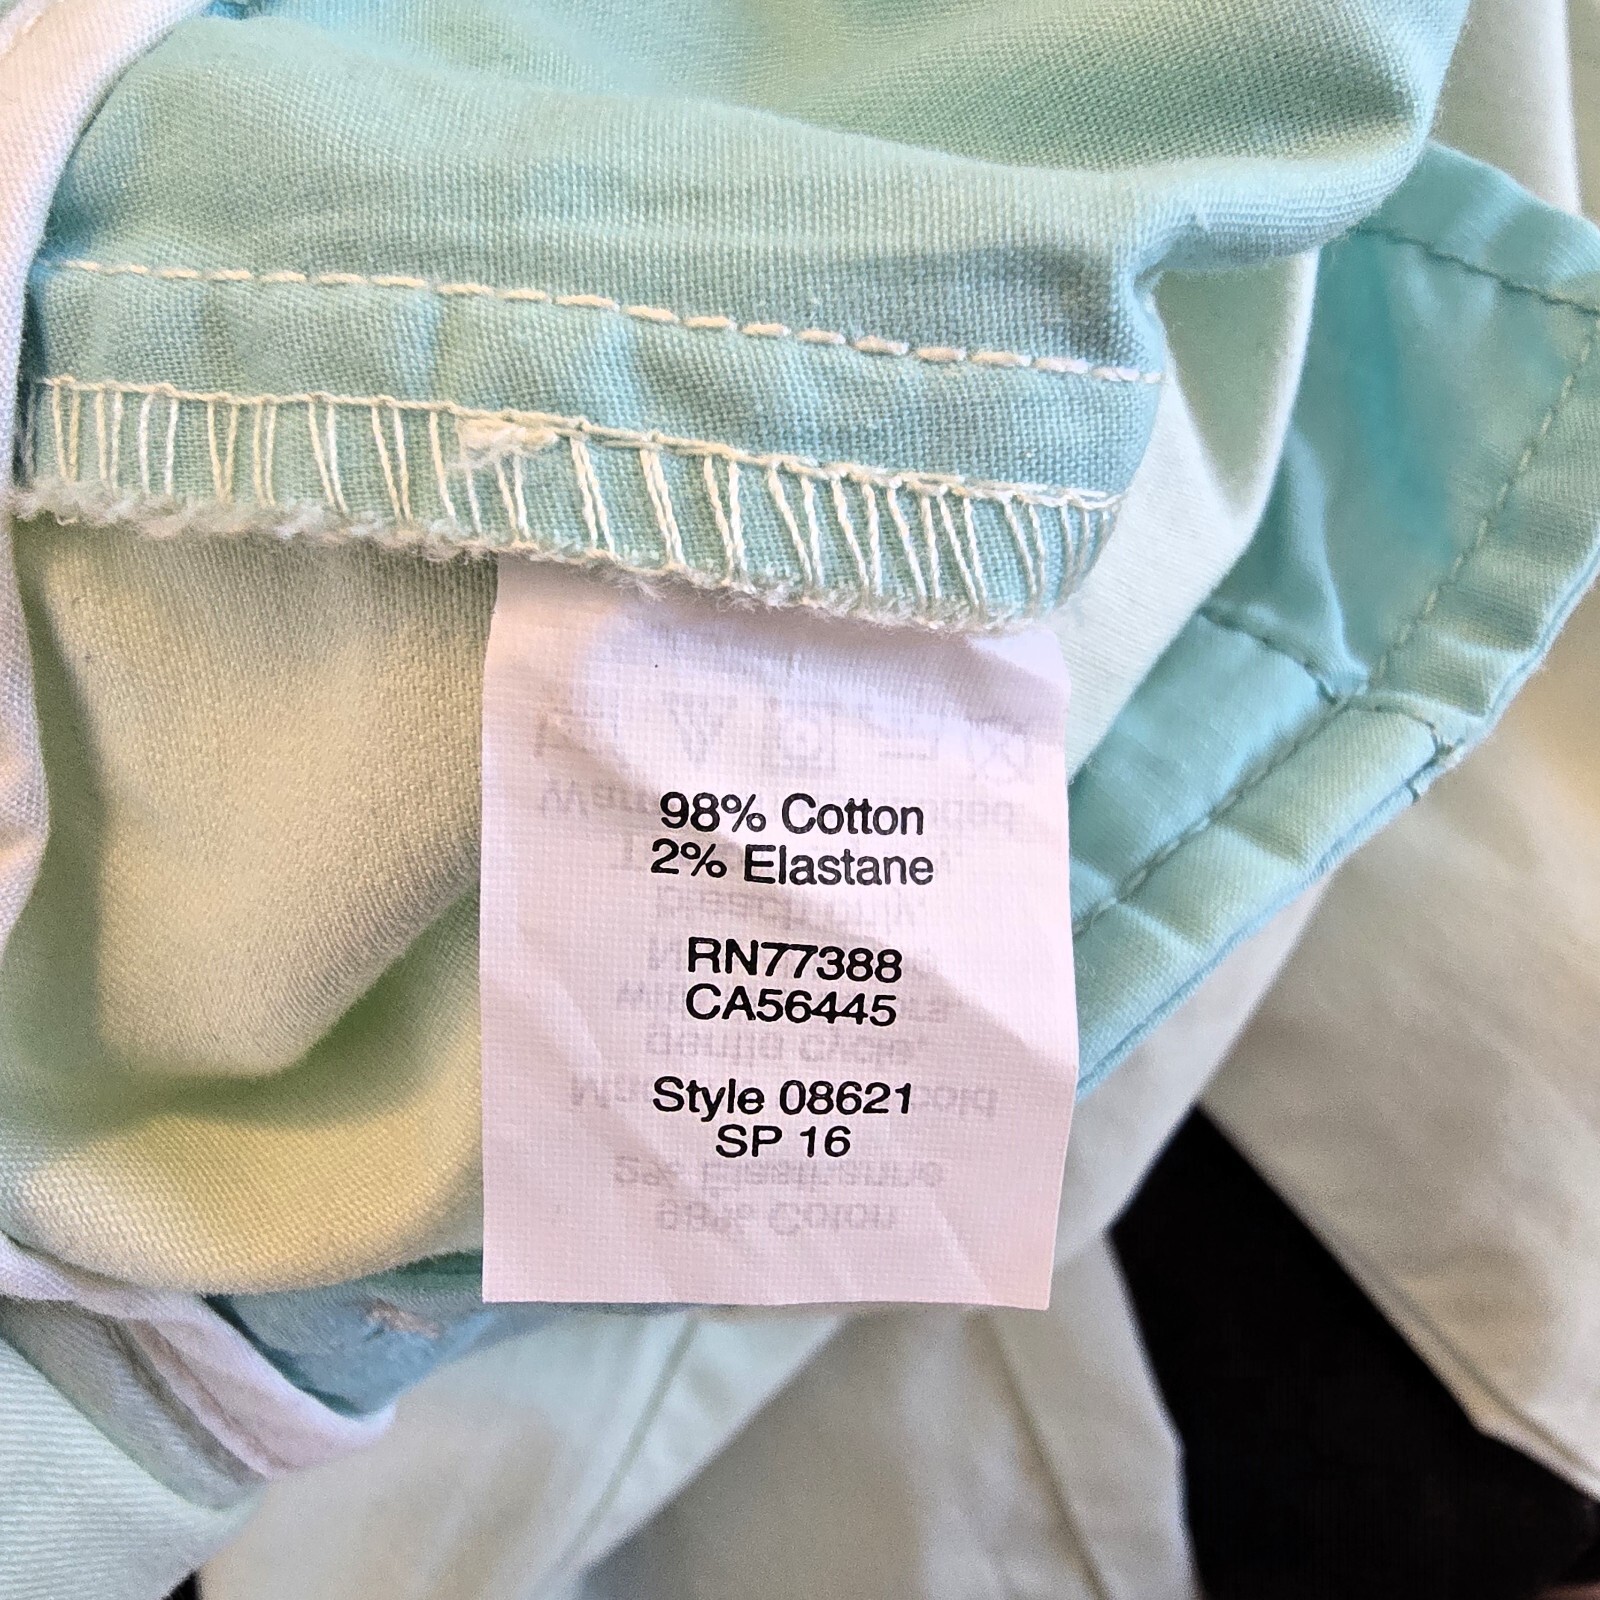 98% Cotton
2% Elastane
RN77388
CA56445
Style 08621
SP 16